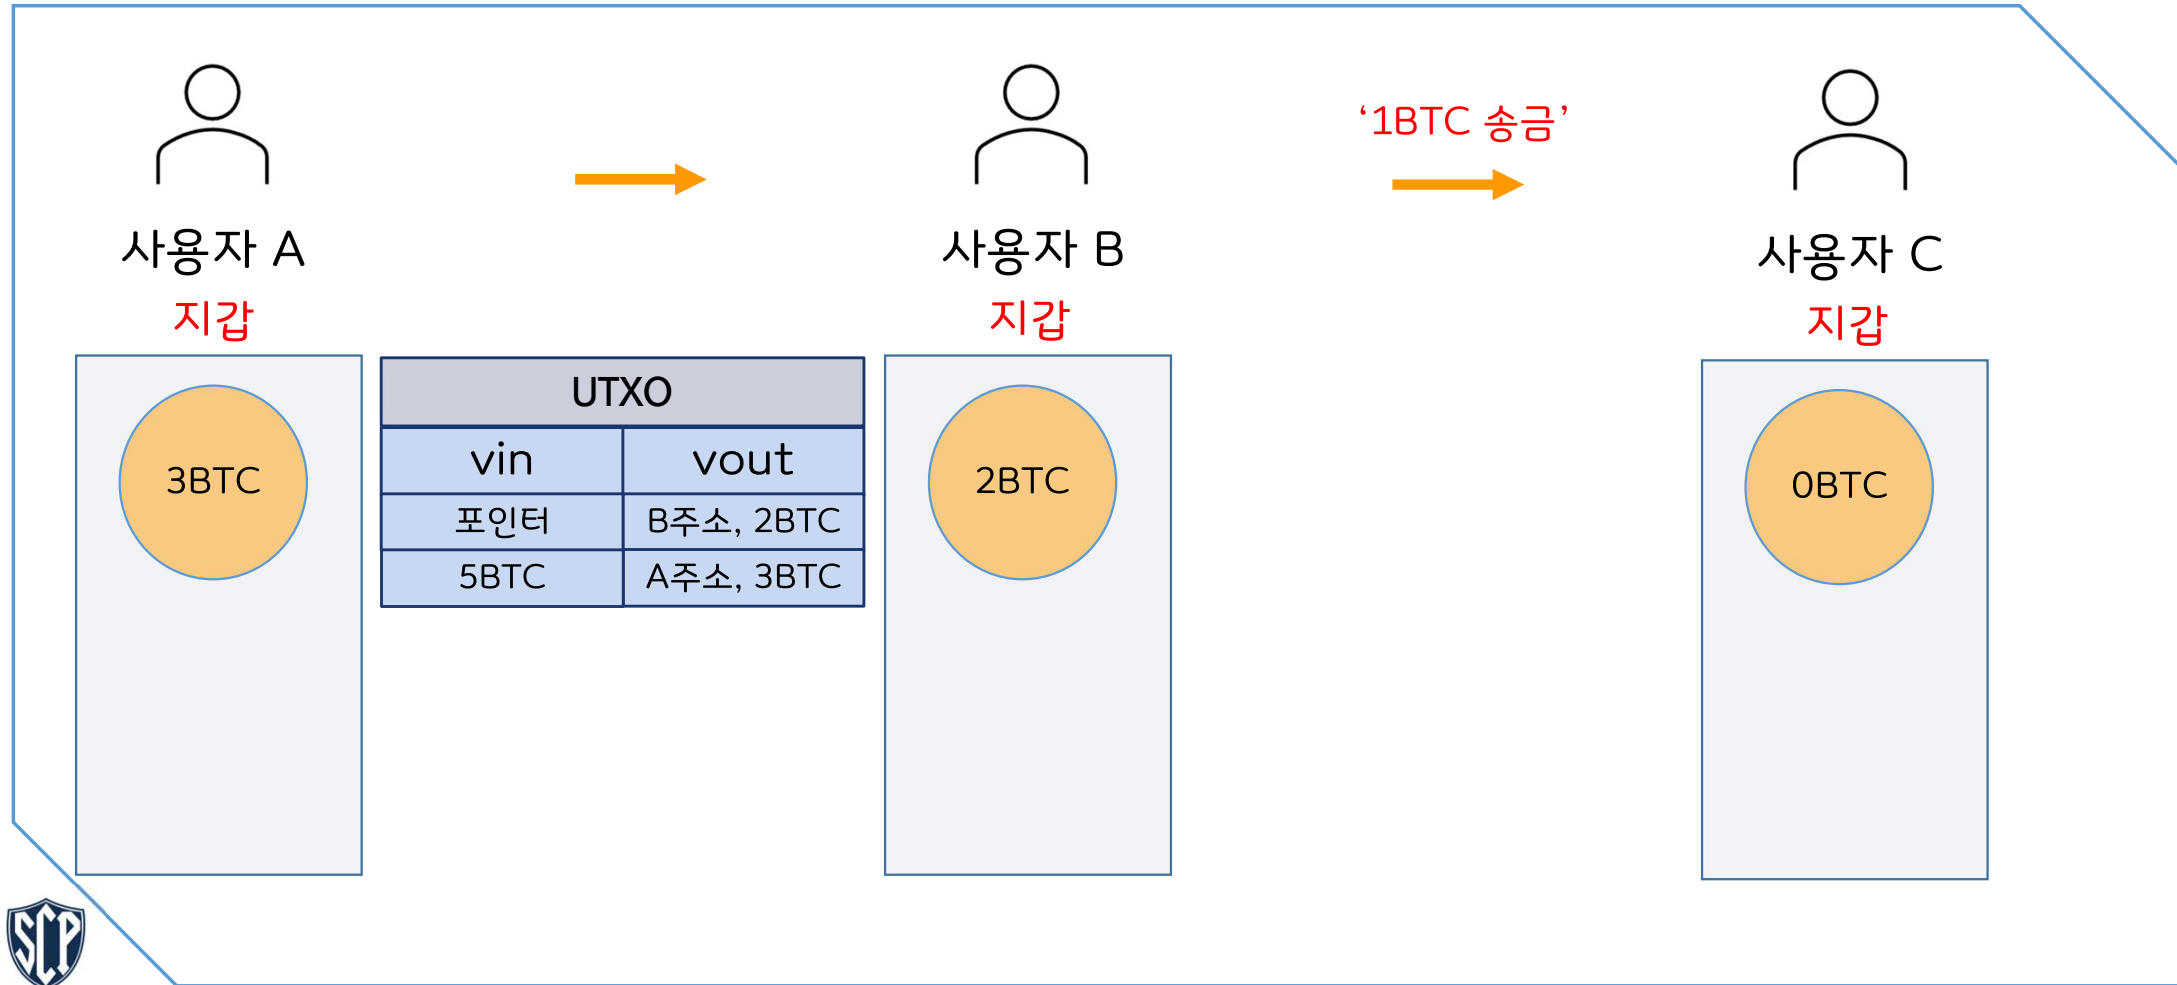 ‘1BTC 송금’
사용자 A
사용자 B
사용자 C
지갑
지갑
지갑
UTXO
vin
vout
포인터
B주소, 2BTC
5BTC
A주소, 3BTC
3BTC
2BTC
0BTC
SCP